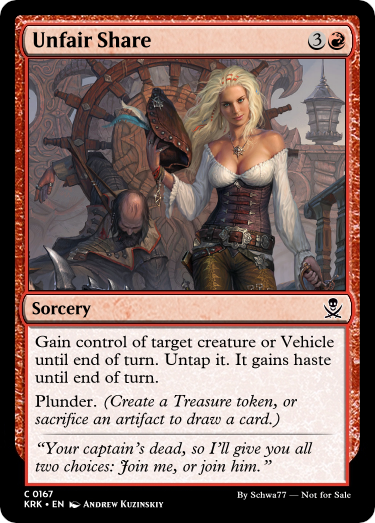 Unfair Share 3
Sorcery
Gain control of target creature or Vehicle
until end of turn. Untap it. It gains haste
until end of turn.
Plunder. (Create a Treasure token, or
sacrifice an artifact to draw a card.)
“Your captain’s dead, so I’ll give you all
two choices: Join me, or join him.”
C 0167
KRK • EN Andrew Kuzinskiy
By Schwa77 — Not for Sale